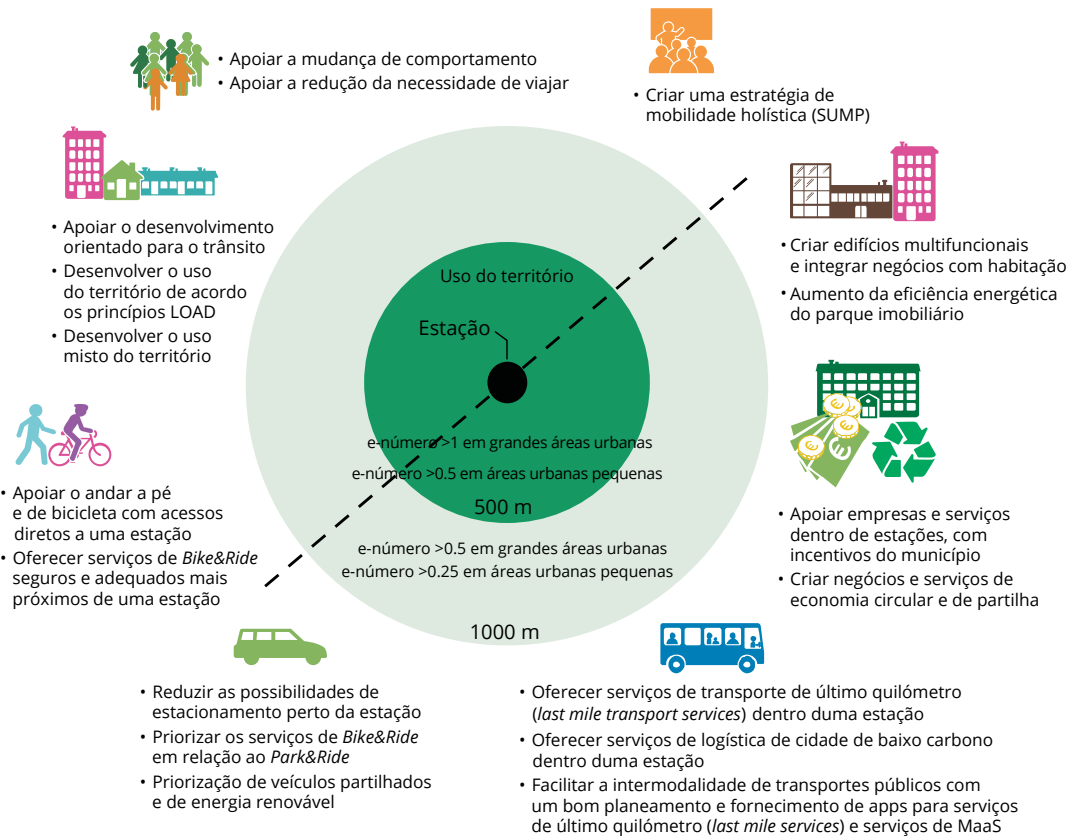 • Apoiar a mudança de comportamento
• Apoiar a redução da necessidade de viajar
• Criar uma estratégia de
mobilidade holística (SUMP)
• Apoiar o desenvolvimento
orientado para o trânsito
• Desenvolver o uso
do território de acordo
os princípios LOAD
• Desenvolver o uso
misto do território
• Criar edifícios multifuncionais
e integrar negócios com habitação
• Aumento da eficiência energética
do parque imobiliário
Uso do território
Estação
e-número >1 em grandes áreas urbanas
e-número >0.5 em áreas urbanas pequenas
500 m
e-número >0.5 em grandes áreas urbanas
e-número >0.25 em áreas urbanas pequenas
1000 m
• Apoiar o andar a pé
e de bicicleta com acessos
diretos a uma estação
• Oferecer serviços de Bike&Ride
seguros e adequados mais
próximos de uma estação
• Apoiar empresas e serviços
dentro de estações, com
incentivos do município
• Criar negócios e serviços de
economia circular e de partilha
• Reduzir as possibilidades de
estacionamento perto da estação
• Priorizar os serviços de Bike&Ride
em relação ao Park&Ride
• Priorização de veículos partilhados
e de energia renovável
• Oferecer serviços de transporte de último quilómetro
(last mile transport services) dentro duma estação
• Oferecer serviços de logística de cidade de baixo carbono
dentro duma estação
• Facilitar a intermodalidade de transportes públicos com
um bom planeamento e fornecimento de apps para serviços
de último quilómetro (last mile services) e serviços de MaaS